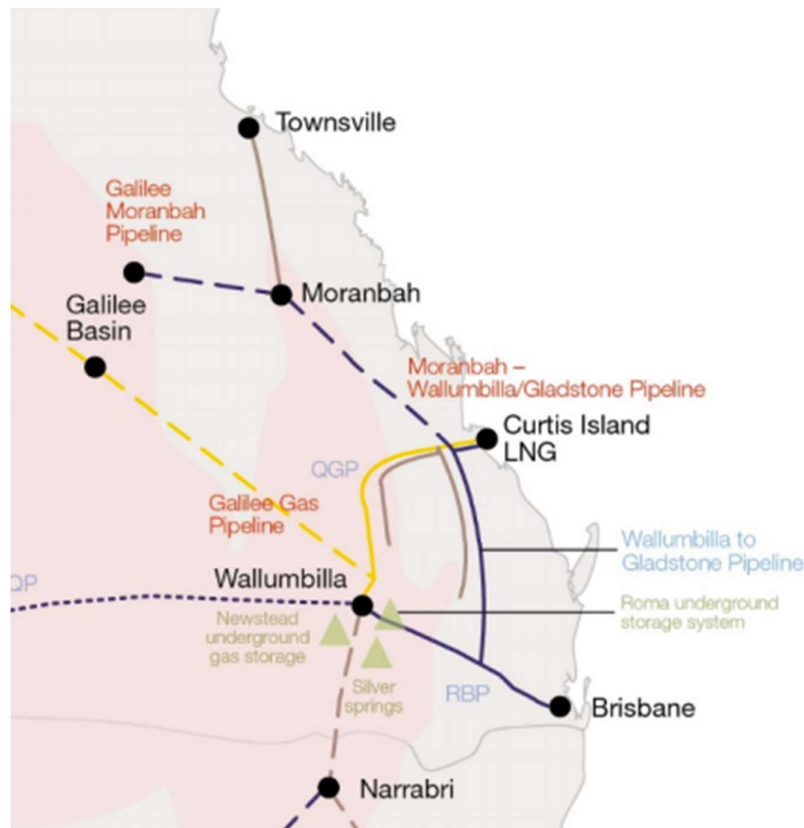 Townsville
Galilee
Moranbah
Pipeline
Moranbah
Galilee
Basin
Moranbah –
Wallumbilla/Gladstone Pipeline
Curtis Island
LNG
QGP
Galilee Gas
Pipeline
Wallumbilla to
Gladstone Pipeline
Wallumbilla
QP
Newstead
underground
gas storage
Roma underground
storage system
Silver
springs
RBP
Brisbane
Narrabri